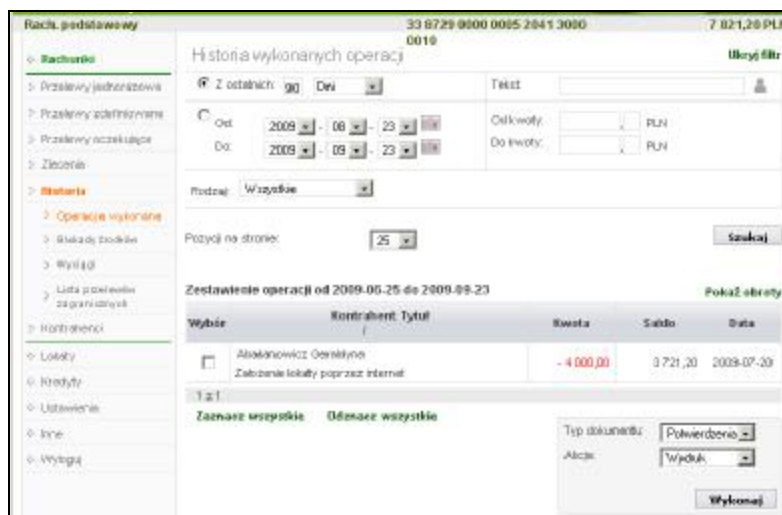 Rach. podstawowy 33 8729 0000 0005 2041 3000 0010 7 821,20 PLN
Rachunki
Przelewy jednorazowe
Przelewy zdefiniowane
Przelewy oczekujące
Zlecenia
Historia
Operacje wykonane
Blokady środków
Wyciągi
Lista przelewów zagranicznych
Kontrahenci
Lokaty
Kredyty
Ustawienia
Inne
Wyloguj
Historia wykonanych operacji Ukryj filtr
Z ostatnich: 90 Dni Tekst:
Od: 2009 - 08 - 23 Od kwoty: , PLN
Do: 2009 - 09 - 23 Do kwoty: , PLN
Rodzaj: Wszystkie
Pozycji na stronie: 25 Szukaj
Zestawienie operacji od 2009-06-25 do 2009-09-23 Pokaż obroty
Wybór Kontrahent Tytuł / Kwota Saldo Data
Założenie lokaty poprzez internet - 4 000,00 3 721,20 2009-07-20
1 z 1
Zaznacz wszystkie Odznacz wszystkie
Typ dokumentu: Potwierdzenia
Akcja: Wydruk
Wykonaj